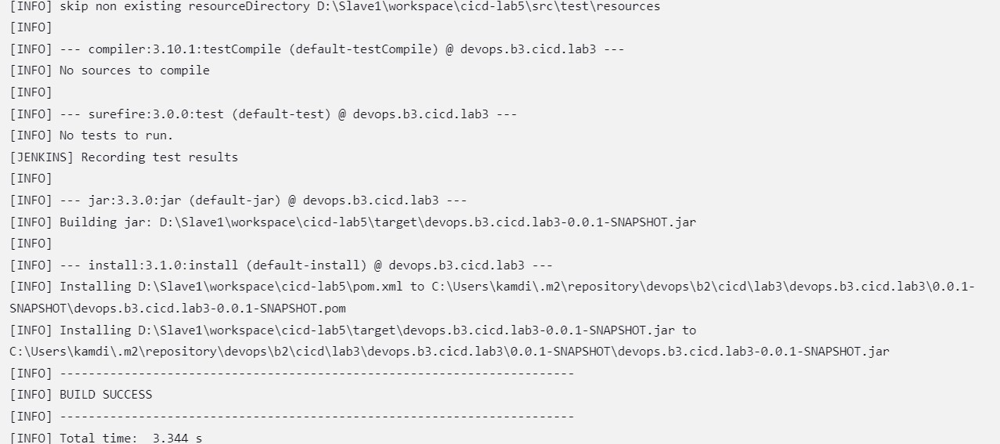 [INFO] skip non existing resourceDirectory D:\Slave1\workspace\cicd-lab5\src\test\resources
[INFO]
[INFO] --- compiler:3.10.1:testCompile (default-testCompile) @ devops.b3.cicd.lab3 ---
[INFO] No sources to compile
[INFO]
[INFO] --- surefire:3.0.0:test (default-test) @ devops.b3.cicd.lab3 ---
[INFO] No tests to run.
[JENKINS] Recording test results
[INFO]
[INFO] --- jar:3.3.0:jar (default-jar) @ devops.b3.cicd.lab3 ---
[INFO] Building jar: D:\Slave1\workspace\cicd-lab5\target\devops.b3.cicd.lab3-0.0.1-SNAPSHOT.jar
[INFO]
[INFO] --- install:3.1.0:install (default-install) @ devops.b3.cicd.lab3 ---
[INFO] Installing D:\Slave1\workspace\cicd-lab5\pom.xml to C:\Users\kamdi\.m2\repository\devops\b2\cicd\lab3\devops.b3.cicd.lab3\0.0.1-
SNAPSHOT\devops.b3.cicd.lab3-0.0.1-SNAPSHOT.pom
[INFO] Installing D:\Slave1\workspace\cicd-lab5\target\devops.b3.cicd.lab3-0.0.1-SNAPSHOT.jar to
C:\Users\kamdi\.m2\repository\devops\b2\cicd\lab3\devops.b3.cicd.lab3\0.0.1-SNAPSHOT\devops.b3.cicd.lab3-0.0.1-SNAPSHOT.jar
[INFO] ------------------------------------------------------------------------
[INFO] BUILD SUCCESS
[INFO] ------------------------------------------------------------------------
[INFO] Total time:  3.344 s